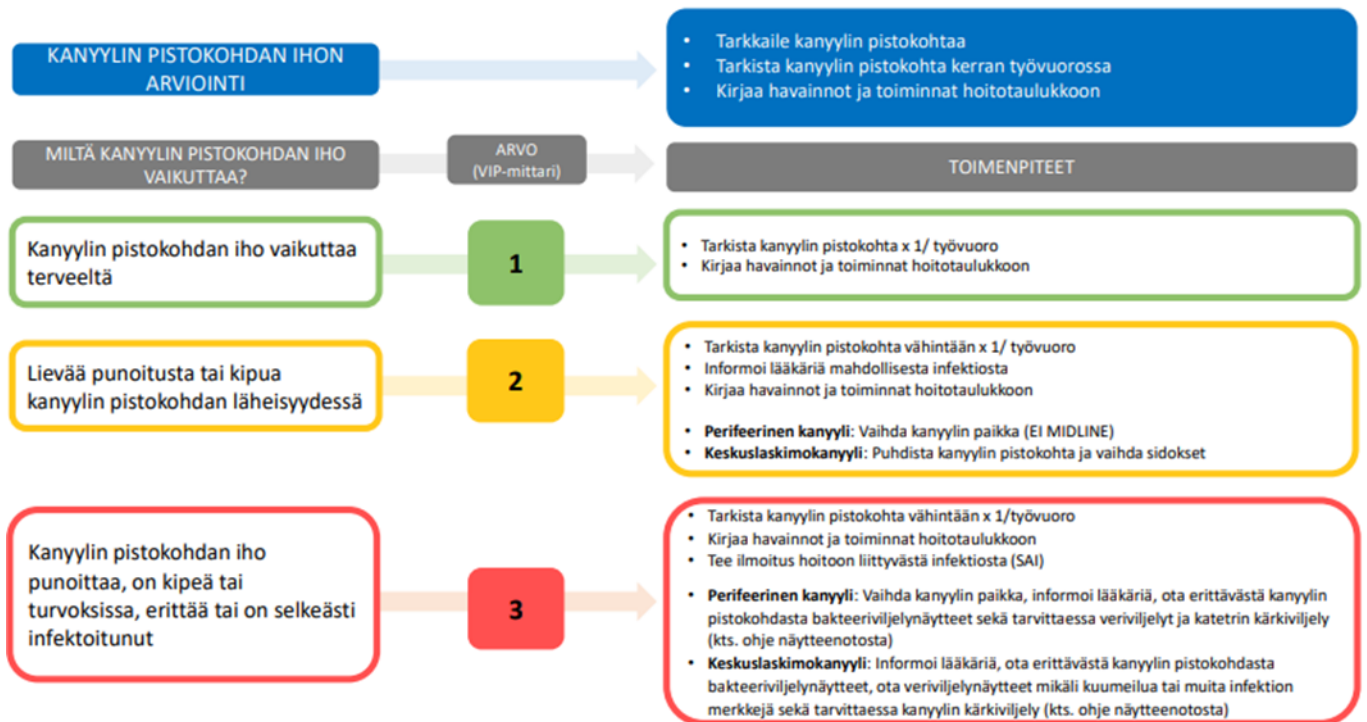 KANYYLIN PISTOKOHDAN IHON
ARVIOINTI
• Tarkkaile kanyylin pistokohtaa
• Tarkista kanyylin pistokohta kerran työvuorossa
• Kirjaa havainnot ja toiminnat hoitotaulukkoon
MILTÄ KANYYLIN PISTOKOHDAN IHO
VAIKUTTAA?
ARVO
(VIP-mittari)
TOIMENPITEET
Kanyylin pistokohdan iho vaikuttaa
terveeltä
1
• Tarkista kanyylin pistokohta x 1/ työvuoro
• Kirjaa havainnot ja toiminnat hoitotaulukkoon
Lievää punoitusta tai kipua
kanyylin pistokohdan läheisyydessä
2
• Tarkista kanyylin pistokohta vähintään x 1/ työvuoro
• Informoi lääkäriä mahdollisesta infektiosta
• Kirjaa havainnot ja toiminnat hoitotaulukkoon
• Perifeerinen kanyyli: Vaihda kanyylin paikka (EI MIDLINE)
• Keskuslaskimokanyyli: Puhdista kanyylin pistokohta ja vaihda sidokset
Kanyylin pistokohdan iho
punoittaa, on kipeä tai
turvoksissa, erittää tai on selkeästi
infektoitunut
3
• Tarkista kanyylin pistokohta vähintään x 1/työvuoro
• Kirjaa havainnot ja toiminnat hoitotaulukkoon
• Tee ilmoitus hoitoon liittyvästä infektiosta (SAI)
• Perifeerinen kanyyli: Vaihda kanyylin paikka, informoi lääkäriä, ota erittävästä kanyylin
pistokohdasta bakteeriviljelynäytteet sekä tarvittaessa veriviljelyt ja katetrin kärkiviljely
(kts. ohje näytteenotosta)
• Keskuslaskimokanyyli: Informoi lääkäriä, ota erittävästä kanyylin pistokohdasta
bakteeriviljelynäytteet, ota veriviljelynäytteet mikäli kuumeilua tai muita infektion
merkkejä sekä tarvittaessa kanyylin kärkiviljely (kts. ohje näytteenotosta)